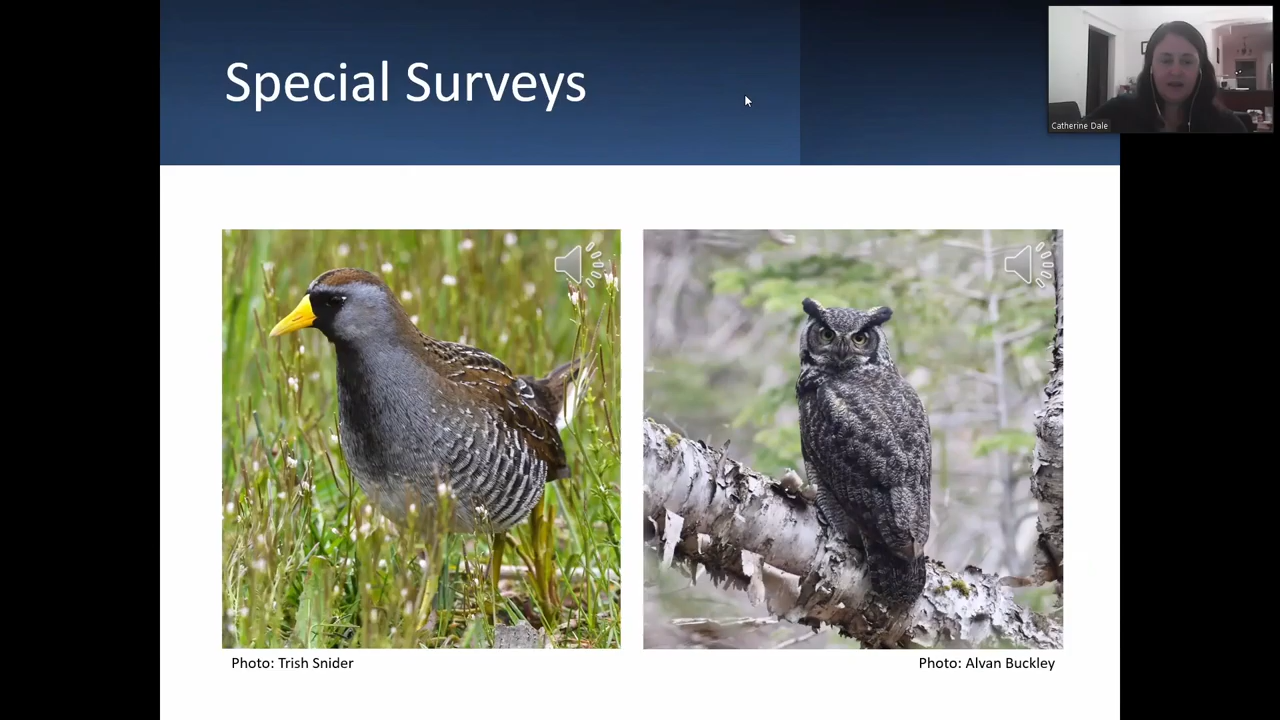 Special Surveys
Catherine Dale
Photo: Trish Snider
Photo: Alvan Buckley